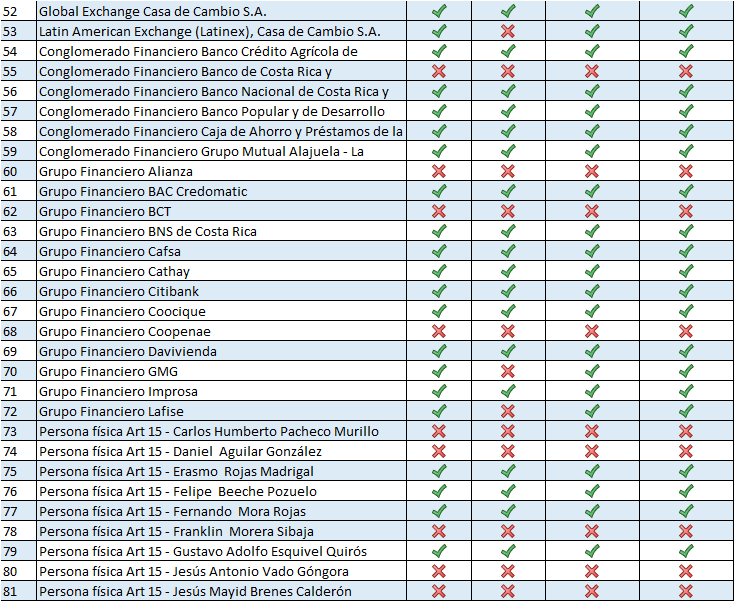 52 Global Exchange Casa de Cambio S.A. ✓ ✓ ✓ ✓
53 Latin American Exchange (Latinex), Casa de Cambio S.A. ✓ ✗ ✓ ✓
54 Conglomerado Financiero Banco Crédito Agrícola de ✓ ✓ ✓ ✓
55 Conglomerado Financiero Banco de Costa Rica y ✗ ✗ ✗ ✗
56 Conglomerado Financiero Banco Nacional de Costa Rica y ✓ ✓ ✓ ✓
57 Conglomerado Financiero Banco Popular y de Desarrollo ✓ ✓ ✓ ✓
58 Conglomerado Financiero Caja de Ahorro y Préstamos de la ✓ ✓ ✓ ✓
59 Conglomerado Financiero Grupo Mutual Alajuela - La ✓ ✓ ✓ ✓
60 Grupo Financiero Alianza ✗ ✗ ✗ ✗
61 Grupo Financiero BAC Credomatic ✓ ✓ ✓ ✓
62 Grupo Financiero BCT ✗ ✗ ✗ ✗
63 Grupo Financiero BNS de Costa Rica ✓ ✓ ✓ ✓
64 Grupo Financiero Cafsa ✓ ✓ ✓ ✓
65 Grupo Financiero Cathay ✓ ✓ ✓ ✓
66 Grupo Financiero Citibank ✓ ✓ ✓ ✓
67 Grupo Financiero Coocique ✓ ✓ ✓ ✓
68 Grupo Financiero Coopenae ✗ ✗ ✗ ✗
69 Grupo Financiero Davivienda ✓ ✓ ✓ ✓
70 Grupo Financiero GMG ✓ ✗ ✓ ✓
71 Grupo Financiero Improsa ✓ ✓ ✓ ✓
72 Grupo Financiero Lafise ✓ ✗ ✓ ✓
73 Persona física Art 15 - Carlos Humberto Pacheco Murillo ✗ ✗ ✗ ✗
74 Persona física Art 15 - Daniel Aguilar González ✗ ✗ ✗ ✗
75 Persona física Art 15 - Erasmo Rojas Madrigal ✓ ✓ ✓ ✓
76 Persona física Art 15 - Felipe Beeche Pozuelo ✓ ✓ ✓ ✓
77 Persona física Art 15 - Fernando Mora Rojas ✓ ✓ ✓ ✓
78 Persona física Art 15 - Franklin Morera Sibaja ✗ ✗ ✗ ✗
79 Persona física Art 15 - Gustavo Adolfo Esquivel Quirós ✓ ✓ ✓ ✓
80 Persona física Art 15 - Jesús Antonio Vado Góngora ✗ ✗ ✗ ✗
81 Persona física Art 15 - Jesús Mayid Brenes Calderón ✗ ✗ ✗ ✗